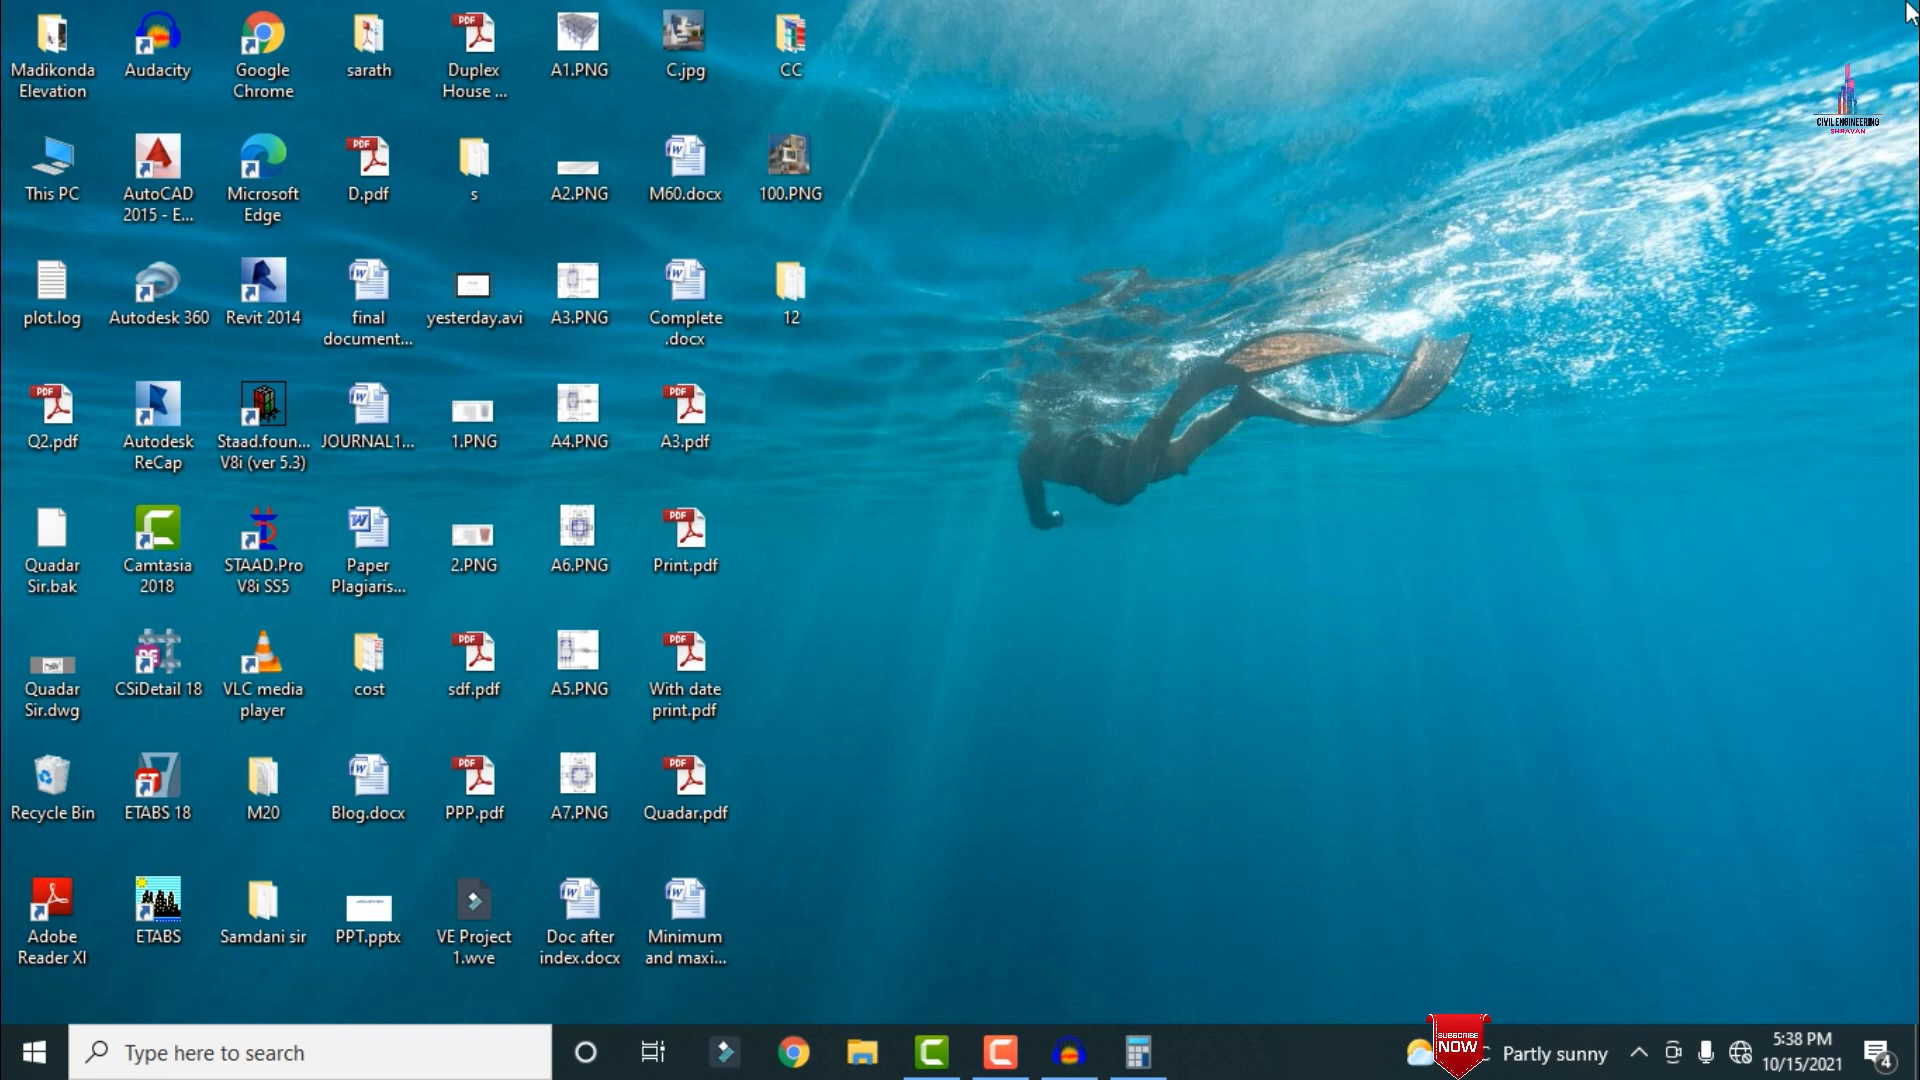 Madikonda
Elevation
Audacity
Google
Chrome
sarath
Duplex
House ...
A1.PNG
C.jpg
CC
CIVIL ENGINEERING
SHRAVAN
This PC
AutoCAD
2015 - E...
Microsoft
Edge
D.pdf
s
A2.PNG
M60.docx
100.PNG
plot.log
Autodesk 360
Revit 2014
final
document...
yesterday.avi
A3.PNG
Complete
.docx
12
Q2.pdf
Autodesk
ReCap
Staad.foun...
V8i (ver 5.3)
JOURNAL1...
1.PNG
A4.PNG
A3.pdf
Quadar
Sir.bak
Camtasia
2018
STAAD.Pro
V8i SS5
Paper
Plagiaris...
2.PNG
A6.PNG
Print.pdf
Quadar
Sir.dwg
CSiDetail 18
VLC media
player
cost
sdf.pdf
A5.PNG
With date
print.pdf
Recycle Bin
ETABS 18
M20
Blog.docx
PPP.pdf
A7.PNG
Quadar.pdf
Adobe
Reader XI
ETABS
Samdani sir
PPT.pptx
VE Project
1.wve
Doc after
index.docx
Minimum
and maxi...
Type here to search
SUBSCRIBE
NOW
C Partly sunny
5:38 PM
10/15/2021
4